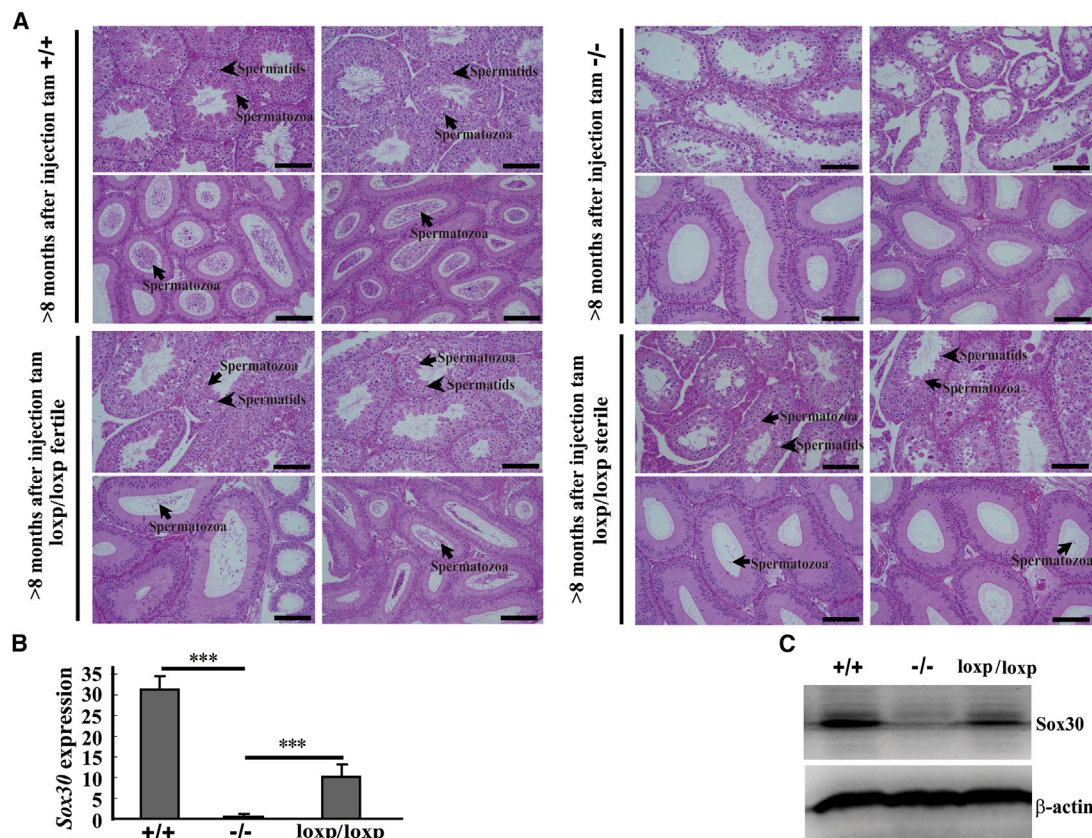 A
>8 months after injection tam +/+
Spermatids
Spermatozoa
Spermatids
Spermatozoa
Spermatozoa
Spermatozoa
>8 months after injection tam -/-
>8 months after injection tam
loxp/loxp fertile
Spermatozoa
Spermatids
Spermatozoa
Spermatids
Spermatozoa
Spermatozoa
>8 months after injection tam
loxp/loxp sterile
Spermatozoa
Spermatids
Spermatids
Spermatozoa
Spermatozoa
Spermatozoa
B
Sox30 expression
35
30
25
20
15
10
5
0
***
***
+/+
-/-
loxp/loxp
C
+/+
-/-
loxp/loxp
Sox30
β-actin